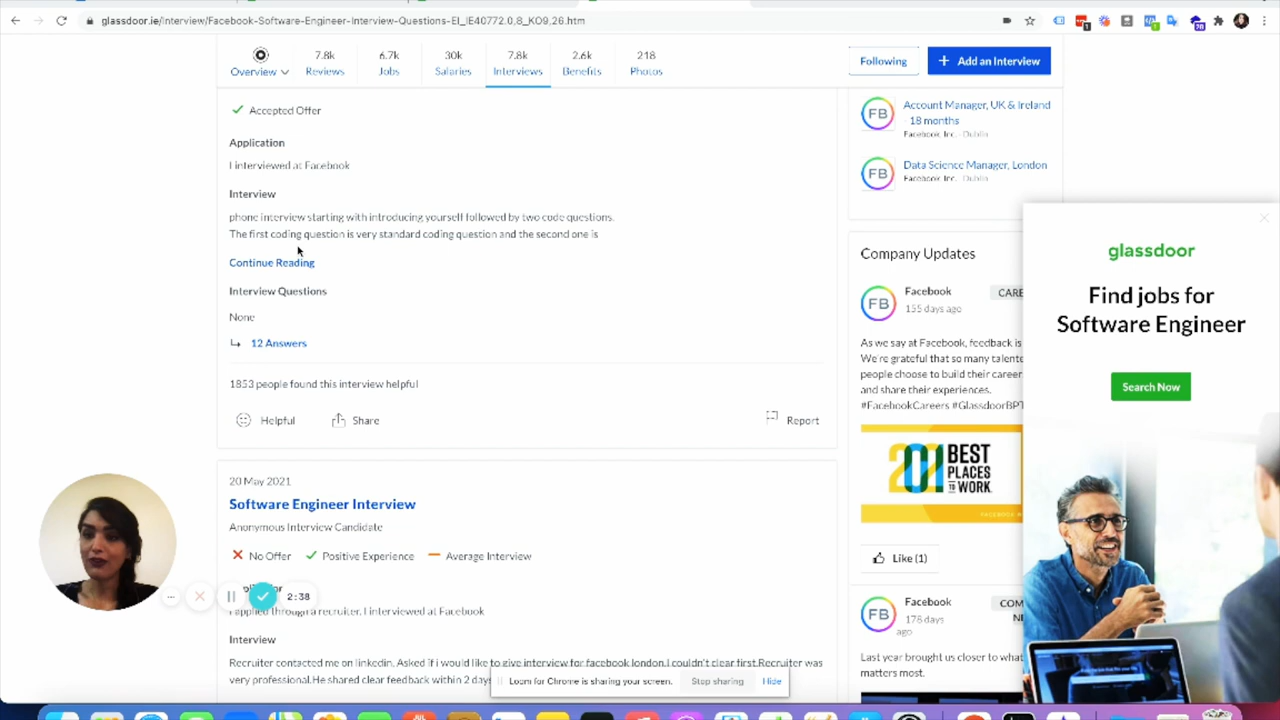 glassdoor.ie/Interview/Facebook-Software-Engineer-Interview-Questions-EI_IE40772.0,8_KO9,26.htm
Overview
7.8k
Reviews
6.7k
Jobs
30k
Salaries
7.8k
Interviews
2.6k
Benefits
218
Photos
Following
+ Add an Interview
Accepted Offer
Application
I interviewed at Facebook
Interview
phone interview starting with introducing yourself followed by two code questions.
The first coding question is very standard coding question and the second one is
Continue Reading
Interview Questions
None
12 Answers
1853 people found this interview helpful
Helpful
Share
Report
20 May 2021
Software Engineer Interview
Anonymous Interview Candidate
No Offer
Positive Experience
Average Interview
2:38
I applied through a recruiter. I interviewed at Facebook
Interview
Recruiter contacted me on linkedin. Asked if i would like to give interview for facebook london.I couldn't clear first.Recruiter was
very professional.He shared clear feedback within 2 days
Loom for Chrome is sharing your screen.
Stop sharing
Hide
FB
Account Manager, UK & Ireland
- 18 months
Facebook Inc. - Dublin
FB
Data Science Manager, London
Facebook Inc. - Dublin
Company Updates
FB
Facebook
155 days ago
CARE
As we say at Facebook, feedback is
We're grateful that so many talente
people choose to build their career
and share their experiences.
#FacebookCareers #GlassdoorBPT
2021 BEST
PLACES
TO WORK
Like (1)
FB
Facebook
178 days
ago
COM
NE
Last year brought us closer to what
matters most.
glassdoor
Find jobs for
Software Engineer
Search Now